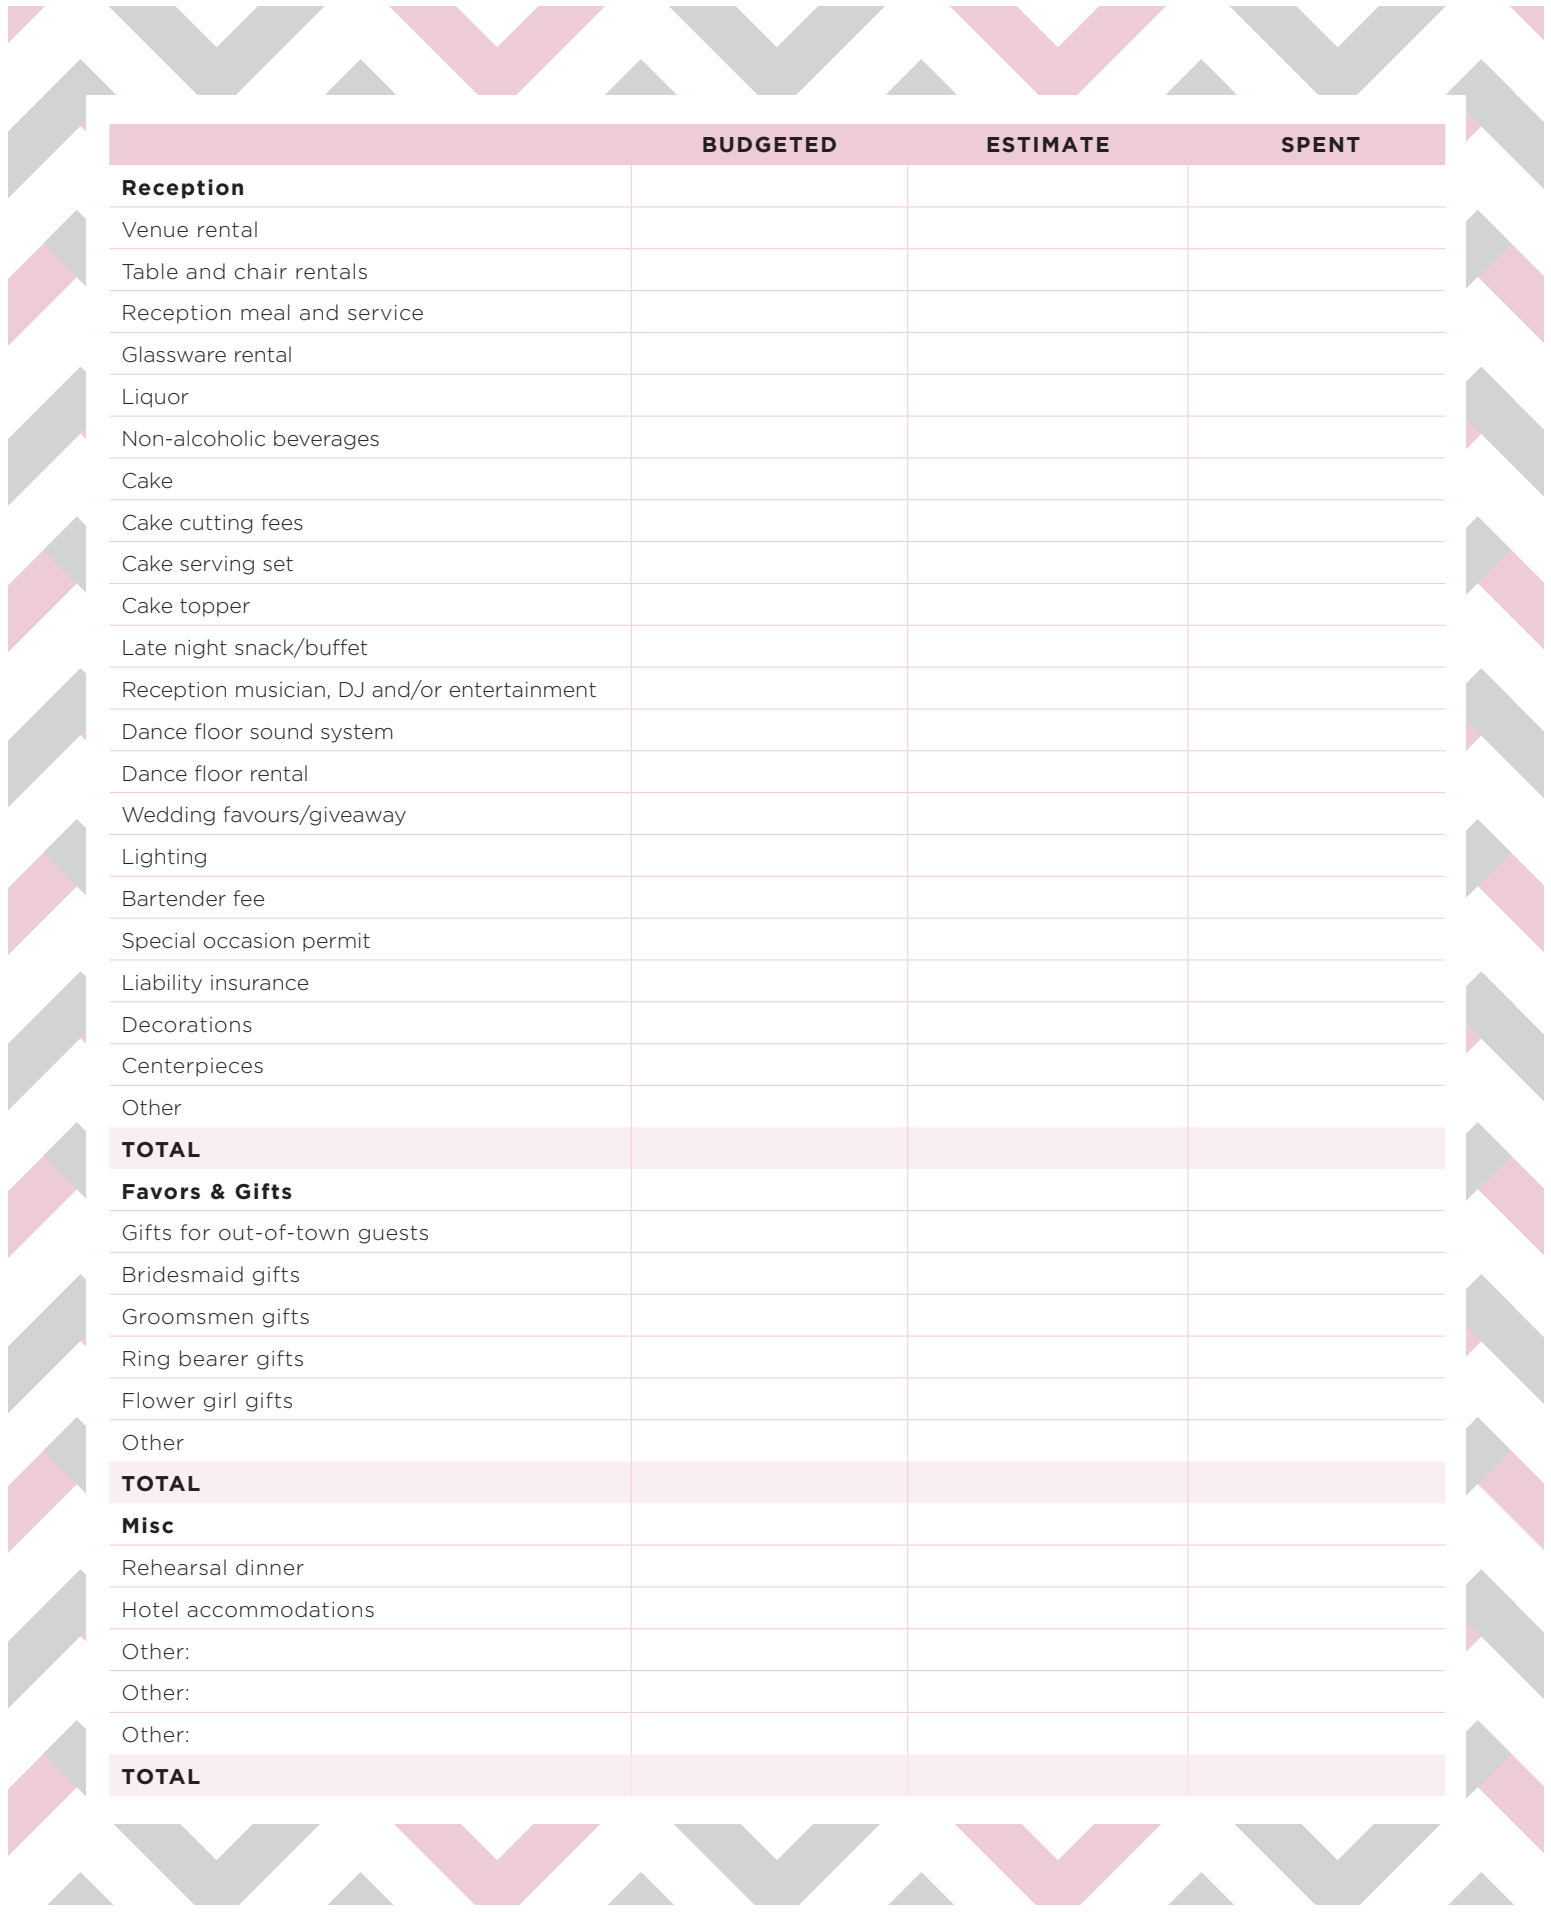 BUDGETED ESTIMATE SPENT
Reception
Venue rental
Table and chair rentals
Reception meal and service
Glassware rental
Liquor
Non-alcoholic beverages
Cake
Cake cutting fees
Cake serving set
Cake topper
Late night snack/buffet
Reception musician, DJ and/or entertainment
Dance floor sound system
Dance floor rental
Wedding favours/giveaway
Lighting
Bartender fee
Special occasion permit
Liability insurance
Decorations
Centerpieces
Other
TOTAL
Favors & Gifts
Gifts for out-of-town guests
Bridesmaid gifts
Groomsmen gifts
Ring bearer gifts
Flower girl gifts
Other
TOTAL
Misc
Rehearsal dinner
Hotel accommodations
Other:
Other:
Other:
TOTAL